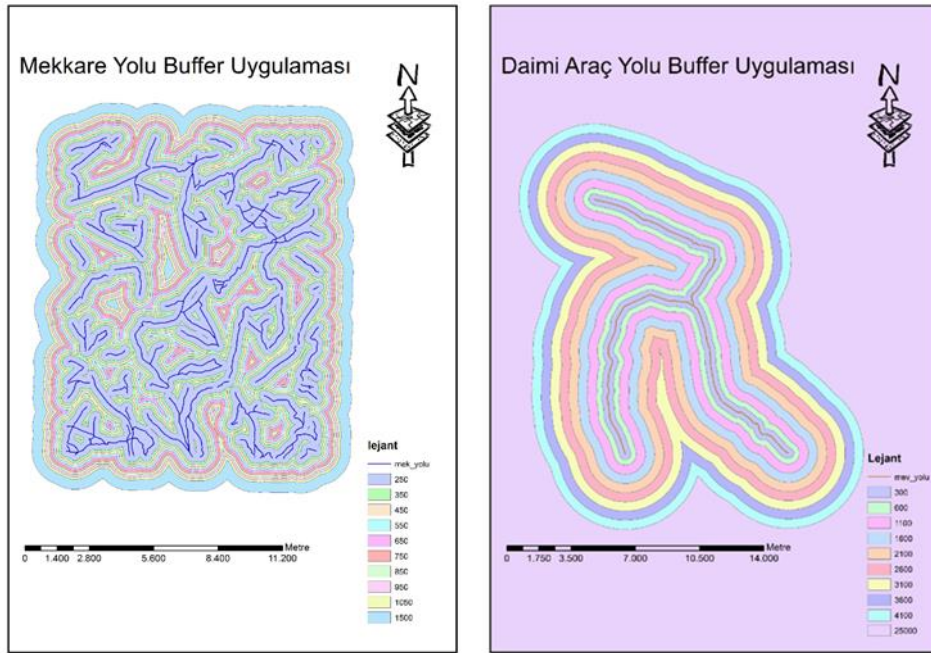 Mekkare Yolu Buffer Uygulaması
N
lejant
mek_yolu
250
350
450
550
650
750
850
950
1050
1500
Metre
0 1.400 2.800 5.600 8.400 11.200
Daimi Araç Yolu Buffer Uygulaması
N
Lejant
mev_yolu
300
600
1100
1600
2100
2600
3100
3600
4100
25000
Metre
0 1.750 3.500 7.000 10.500 14.000